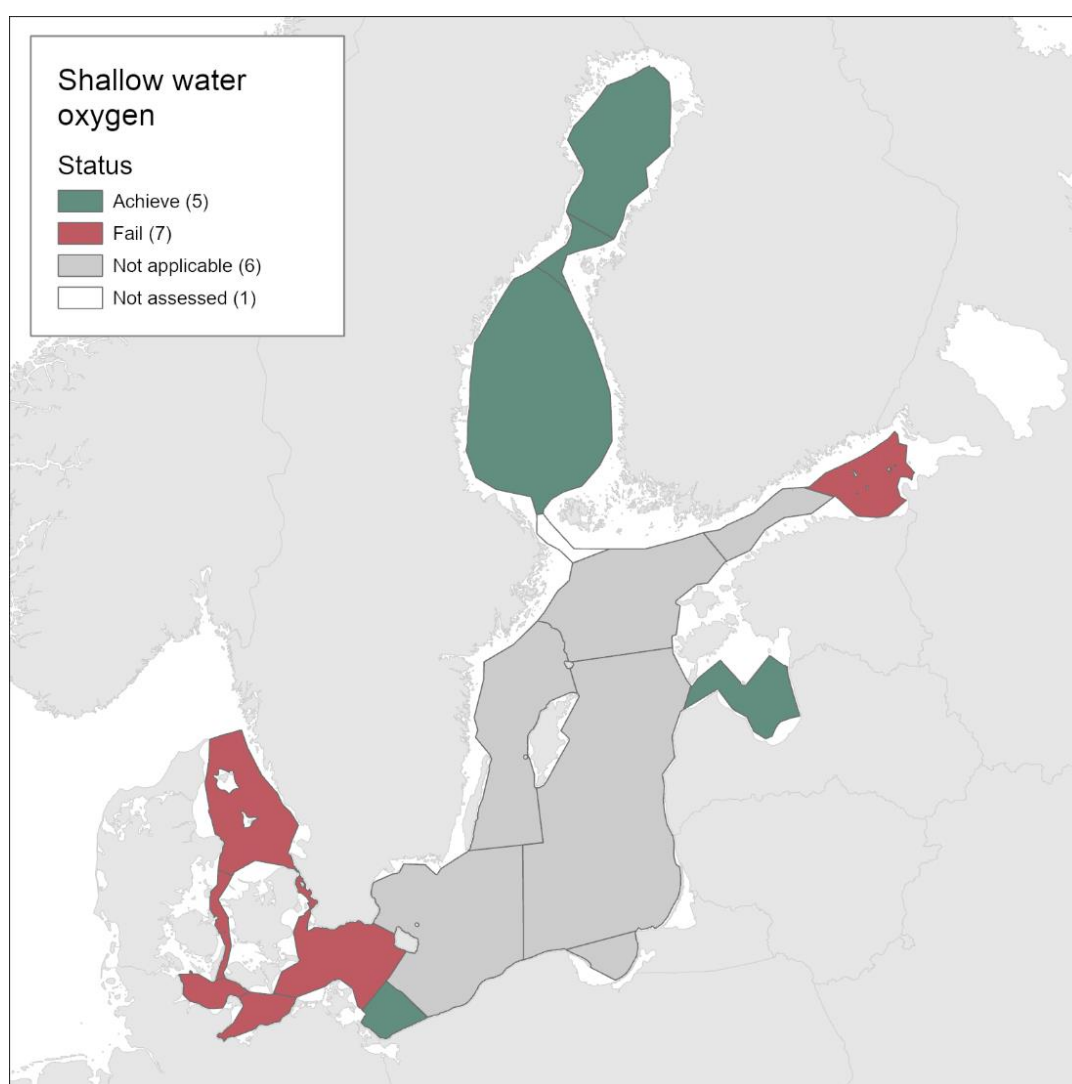 Shallow water
oxygen
Status
Achieve (5)
Fail (7)
Not applicable (6)
Not assessed (1)